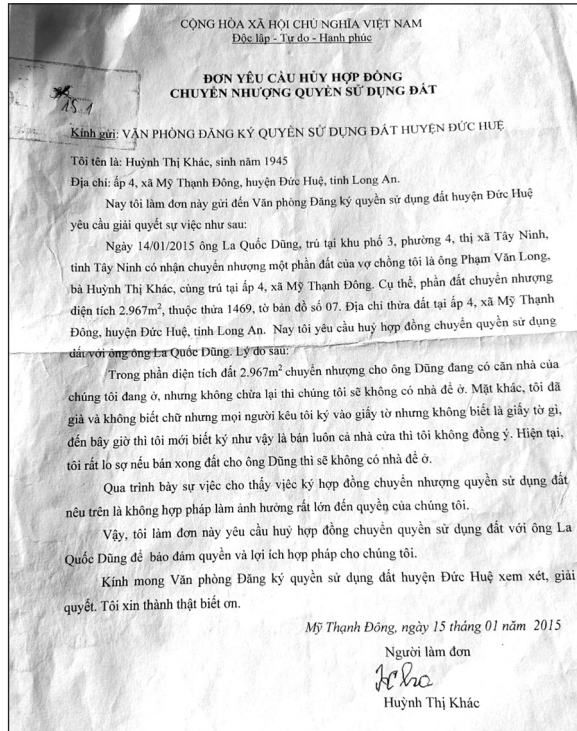 CỘNG HÒA XÃ HỘI CHỦ NGHĨA VIỆT NAM
Độc lập - Tự do - Hạnh phúc
15.1
ĐƠN YÊU CẦU HỦY HỢP ĐỒNG
CHUYỂN NHƯỢNG QUYỀN SỬ DỤNG ĐẤT
Kính gửi: VĂN PHÒNG ĐĂNG KÝ QUYỀN SỬ DỤNG ĐẤT HUYỆN ĐỨC HUỆ
Tôi tên là: Huỳnh Thị Khác, sinh năm 1945
Địa chỉ: ấp 4, xã Mỹ Thạnh Đông, huyện Đức Huệ, tỉnh Long An.
Nay tôi làm đơn này gửi đến Văn phòng Đăng ký quyền sử dụng đất huyện Đức Huệ
yêu cầu giải quyết sự việc như sau:
Ngày 14/01/2015 ông La Quốc Dũng, trú tại khu phố 3, phường 4, thị xã Tây Ninh,
tỉnh Tây Ninh có nhận chuyển nhượng một phần đất của vợ chồng tôi là ông Phạm Văn Long,
bà Huỳnh Thị Khác, cùng trú tại ấp 4, xã Mỹ Thạnh Đông. Cụ thể, phần đất chuyển nhượng
diện tích 2.967m², thuộc thửa 1469, tờ bản đồ số 07. Địa chỉ thửa đất tại ấp 4, xã Mỹ Thạnh
Đông, huyện Đức Huệ, tỉnh Long An. Nay tôi yêu cầu huỷ hợp đồng chuyển quyền sử dụng
đất với ông ông La Quốc Dũng. Lý do sau:
Trong phần diện tích đất 2.967m² chuyển nhượng cho ông Dũng đang có căn nhà của
chúng tôi đang ở, nhưng không chừa lại thì chúng tôi sẽ không có nhà để ở. Mặt khác, tôi đã
già và không biết chữ nhưng mọi người kêu tôi ký vào giấy tờ nhưng không biết là giấy tờ gì,
đến bây giờ thì tôi mới biết ký như vậy là bán luôn cả nhà cửa thì tôi không đồng ý. Hiện tại,
tôi rất lo sợ nếu bán xong đất cho ông Dũng thì sẽ không có nhà để ở.
Qua trình bày sự việc cho thấy việc ký hợp đồng chuyển nhượng quyền sử dụng đất
nêu trên là không hợp pháp làm ảnh hưởng rất lớn đến quyền của chúng tôi.
Vậy, tôi làm đơn này yêu cầu huỷ hợp đồng chuyển quyền sử dụng đất với ông La
Quốc Dũng để bảo đảm quyền và lợi ích hợp pháp cho chúng tôi.
Kính mong Văn phòng Đăng ký quyền sử dụng đất huyện Đức Huệ xem xét, giải
quyết. Tôi xin thành thật biết ơn.
Mỹ Thạnh Đông, ngày 15 tháng 01 năm 2015
Người làm đơn
Huỳnh Thị Khác